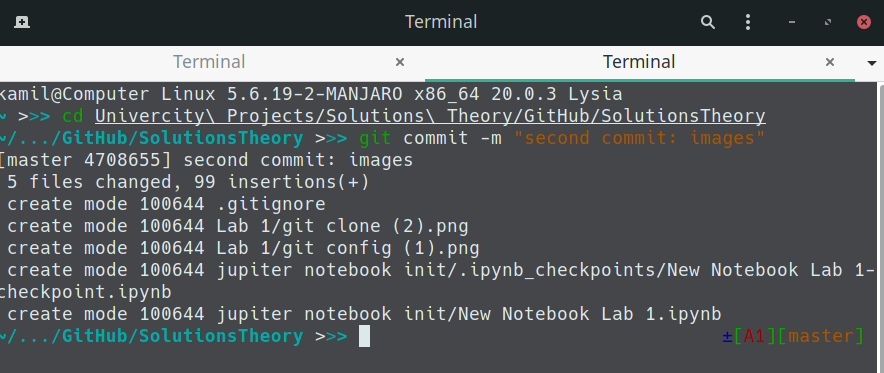 Terminal
Terminal
Terminal
kamil@Computer Linux 5.6.19-2-MANJARO x86_64 20.0.3 Lysia
~ >>> cd Univercity\ Projects/Solutions\ Theory/GitHub/SolutionsTheory
~/.../GitHub/SolutionsTheory >>> git commit -m "second commit: images"
[master 4708655] second commit: images
5 files changed, 99 insertions(+)
create mode 100644 .gitignore
create mode 100644 Lab 1/git clone (2).png
create mode 100644 Lab 1/git config (1).png
create mode 100644 jupiter notebook init/.ipynb_checkpoints/New Notebook Lab 1-
checkpoint.ipynb
create mode 100644 jupiter notebook init/New Notebook Lab 1.ipynb
~/.../GitHub/SolutionsTheory >>> ±[A1][master]